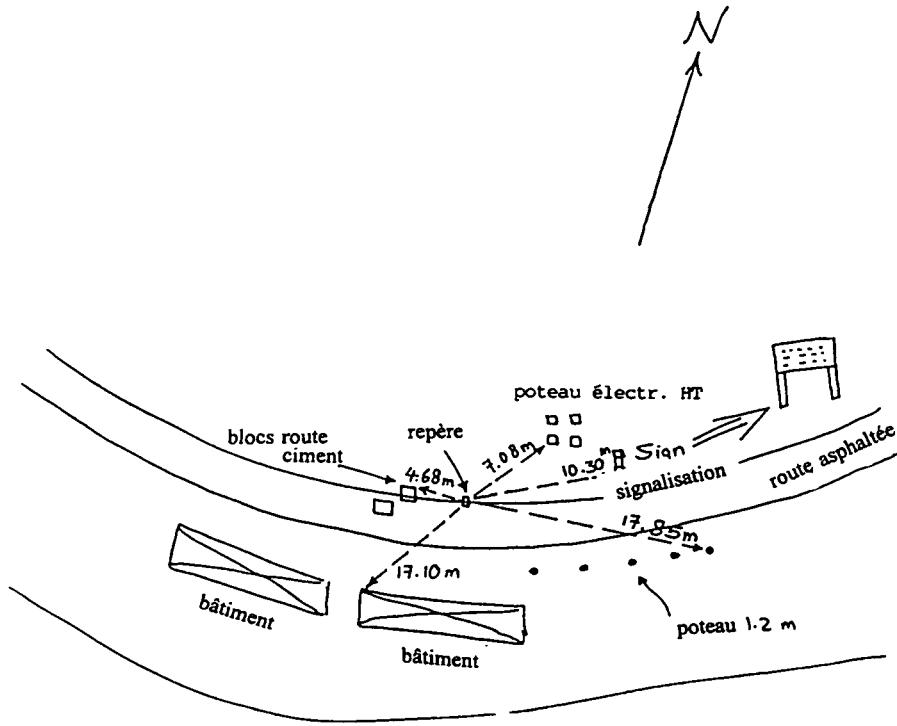 N
poteau électr. HT
blocs route
ciment
repère
4.68m
7.08m
10.30 m
Sign
signalisation
route asphaltée
17.85m
17.10 m
bâtiment
bâtiment
poteau 1.2 m